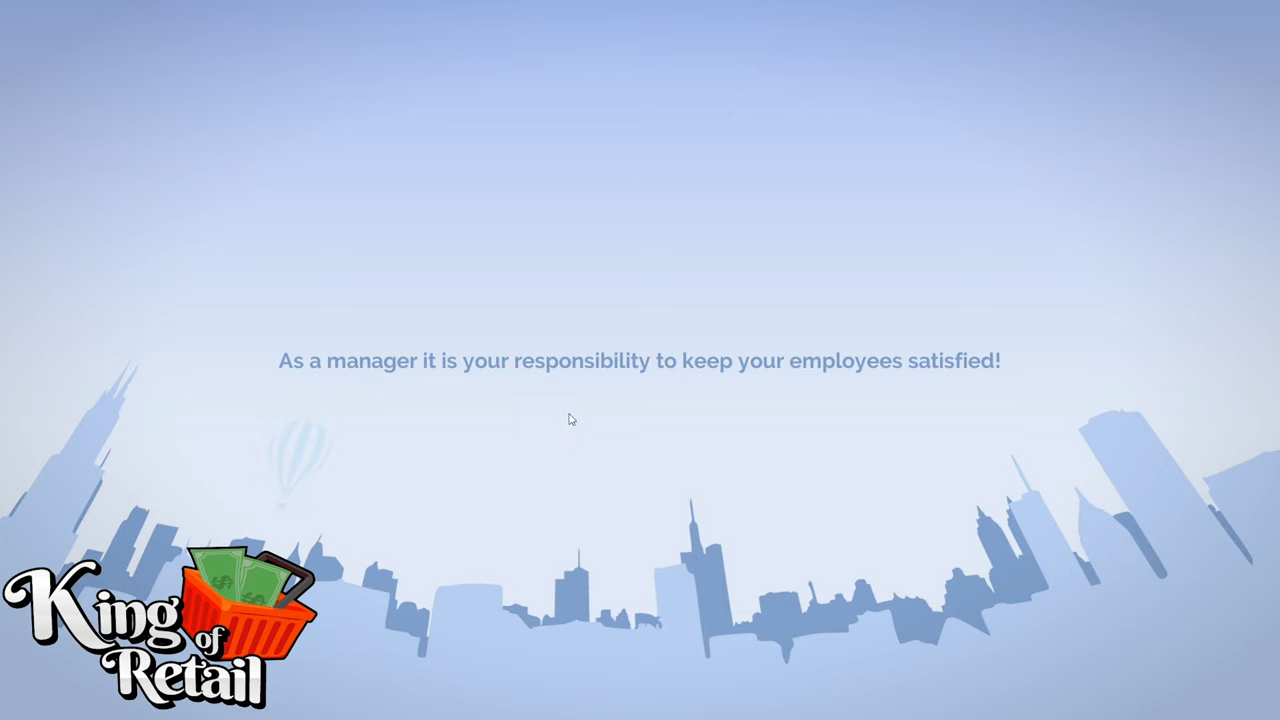 As a manager it is your responsibility to keep your employees satisfied!
King
of
Retail